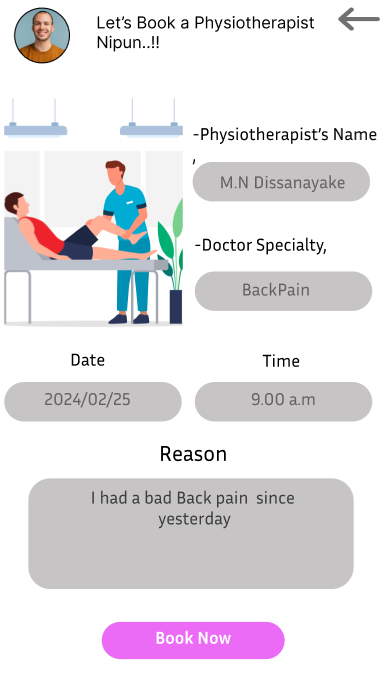 Let's Book a Physiotherapist
Nipun..!!
-Physiotherapist's Name
,
M.N Dissanayake
-Doctor Specialty,
BackPain
Date
Time
2024/02/25
9.00 a.m
Reason
I had a bad Back pain since
yesterday
Book Now